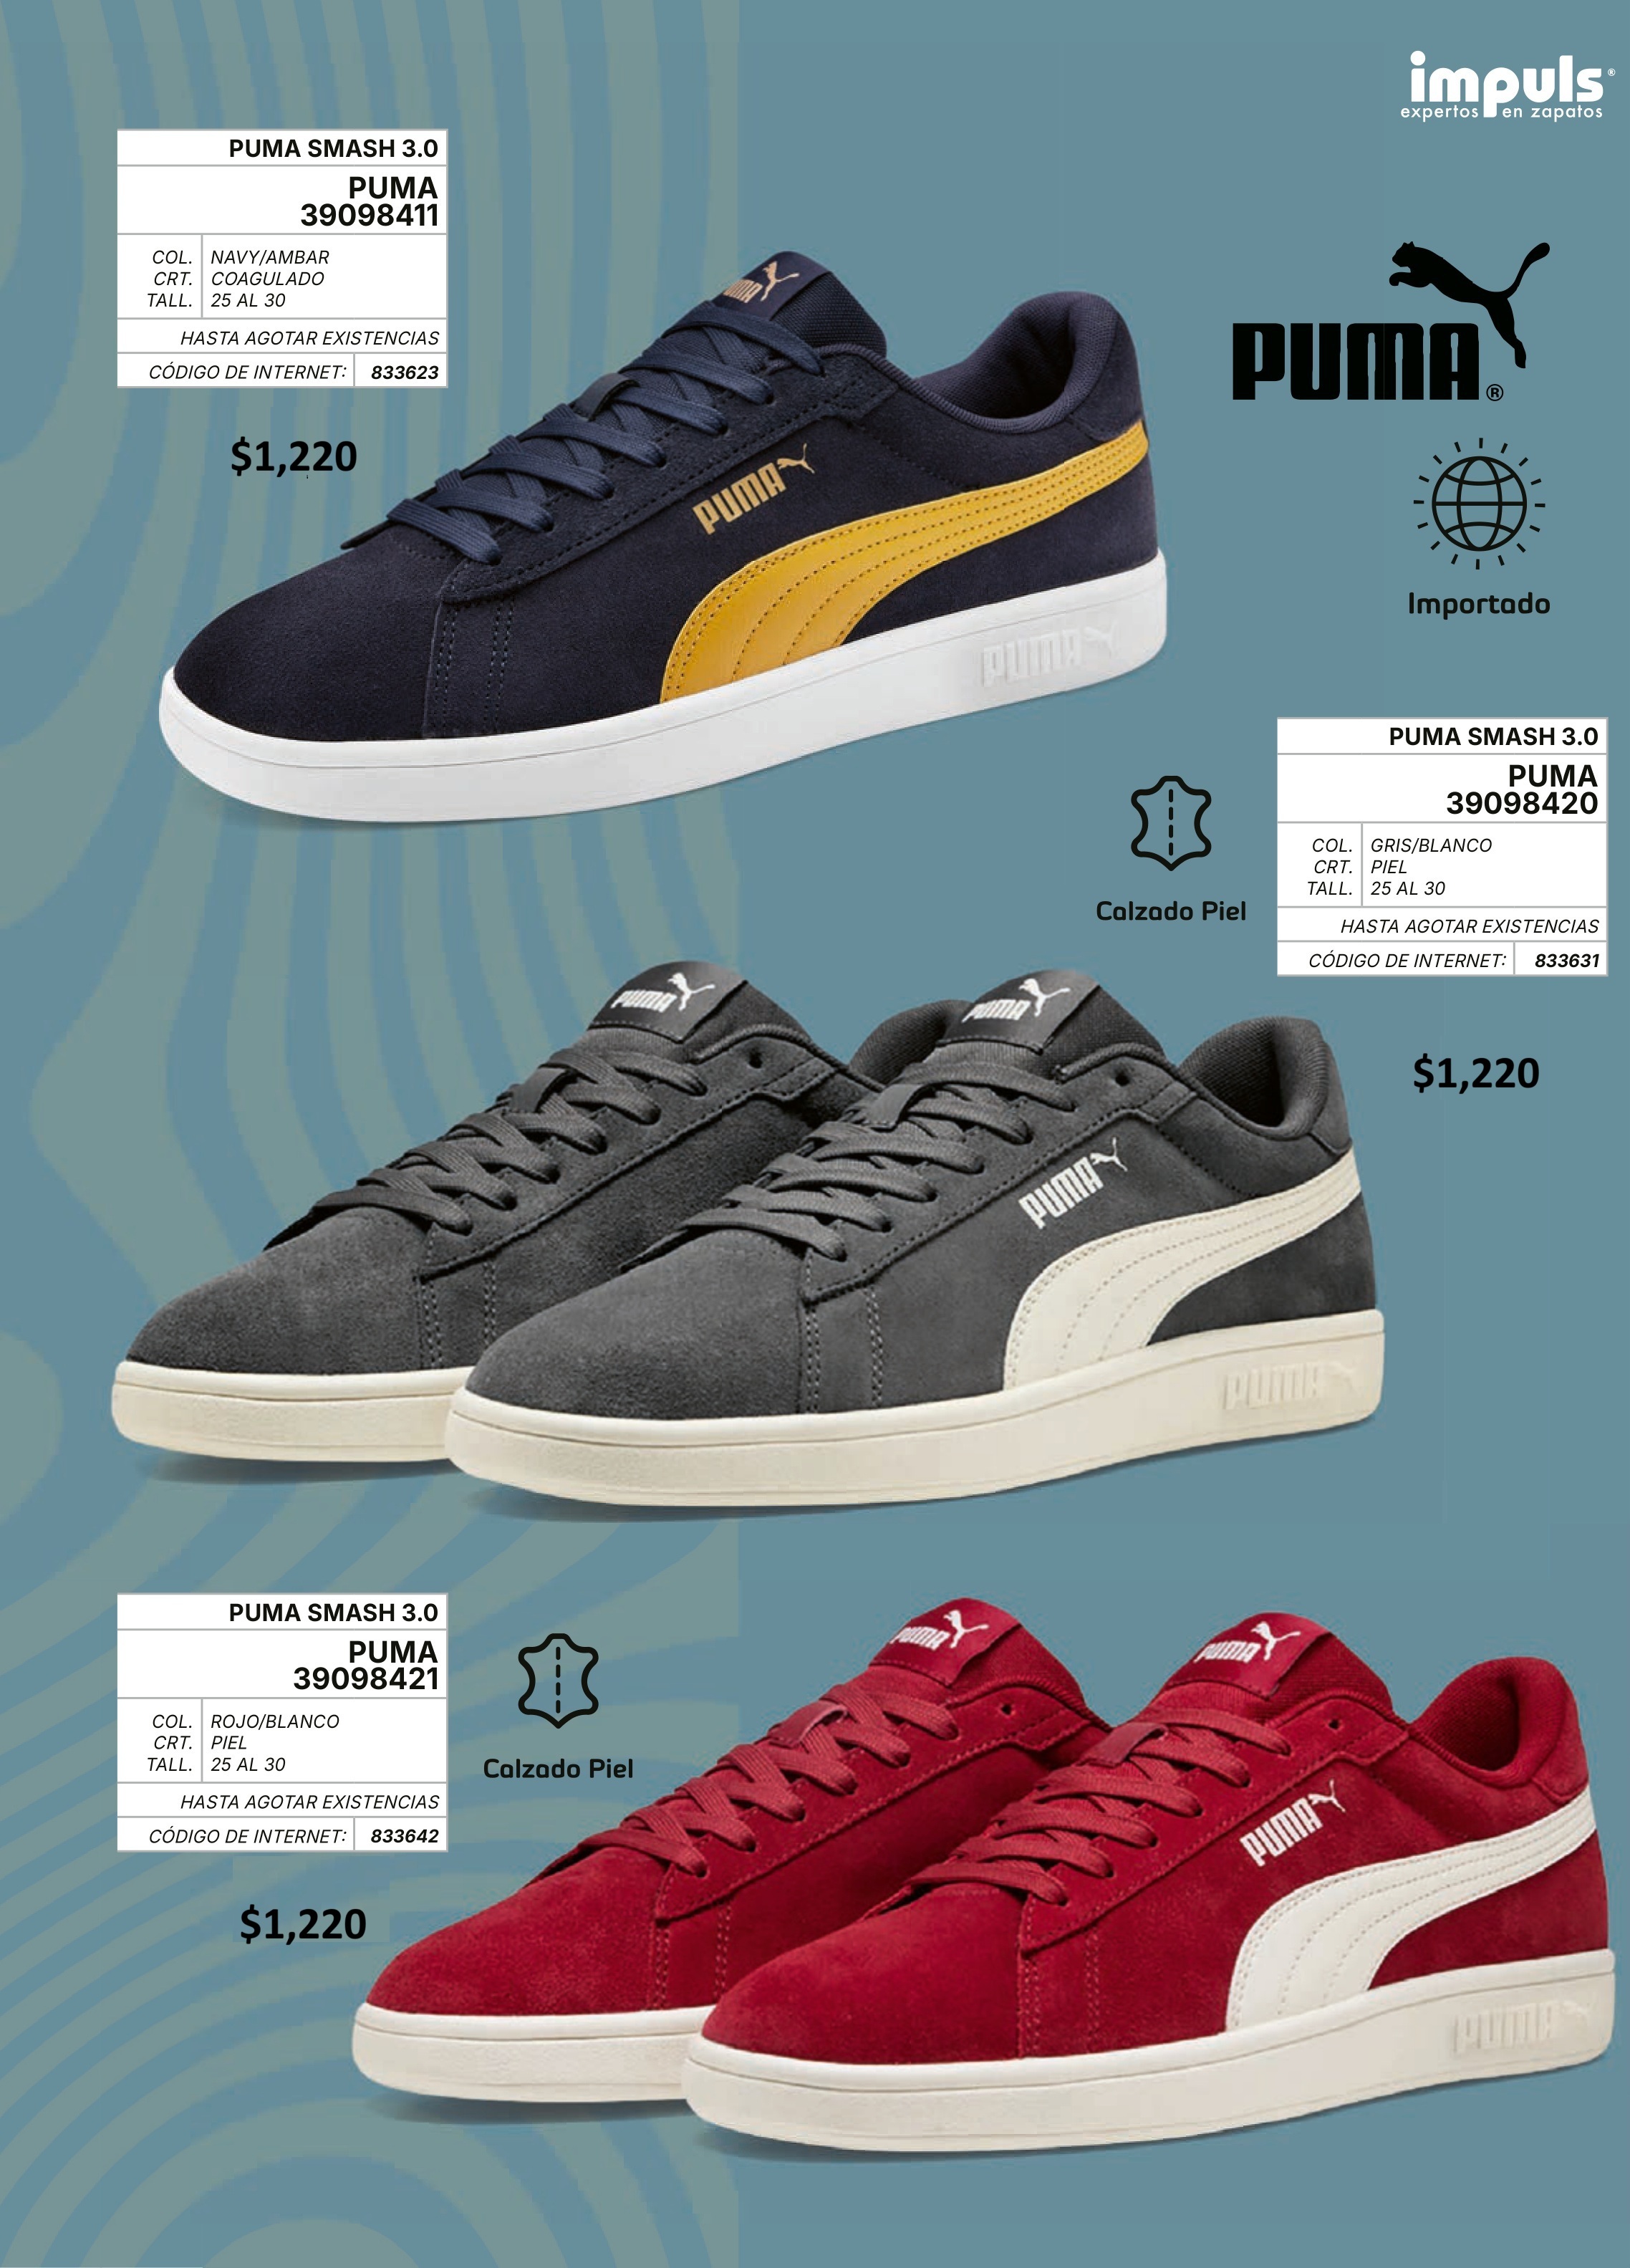 impuls®
expertos en zapatos
PUMA SMASH 3.0
PUMA
39098411
COL. NAVY/AMBAR
CRT. COAGULADO
TALL. 25 AL 30
HASTA AGOTAR EXISTENCIAS
CÓDIGO DE INTERNET: 833623
$1,220
PUMA
PUMA
PUMA
PUMA®
Importado
Calzado Piel
PUMA SMASH 3.0
PUMA
39098420
COL. GRIS/BLANCO
CRT. PIEL
TALL. 25 AL 30
HASTA AGOTAR EXISTENCIAS
CÓDIGO DE INTERNET: 833631
$1,220
PUMA
PUMA
PUMA
PUMA
PUMA SMASH 3.0
PUMA
39098421
COL. ROJO/BLANCO
CRT. PIEL
TALL. 25 AL 30
HASTA AGOTAR EXISTENCIAS
CÓDIGO DE INTERNET: 833642
$1,220
Calzado Piel
PUMA
PUMA
PUMA
PUMA